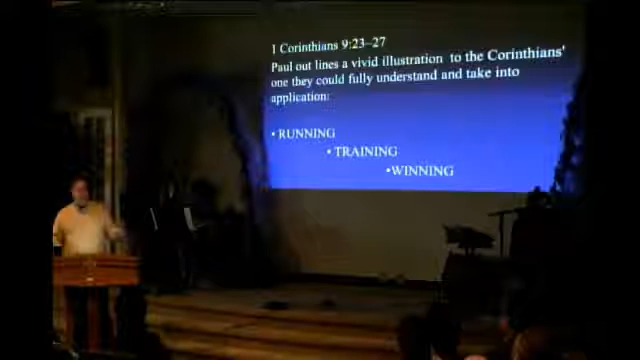 1 Corinthians 9:23–27
Paul out lines a vivid illustration to the Corinthians'
one they could fully understand and take into
application:
• RUNNING
• TRAINING
•WINNING